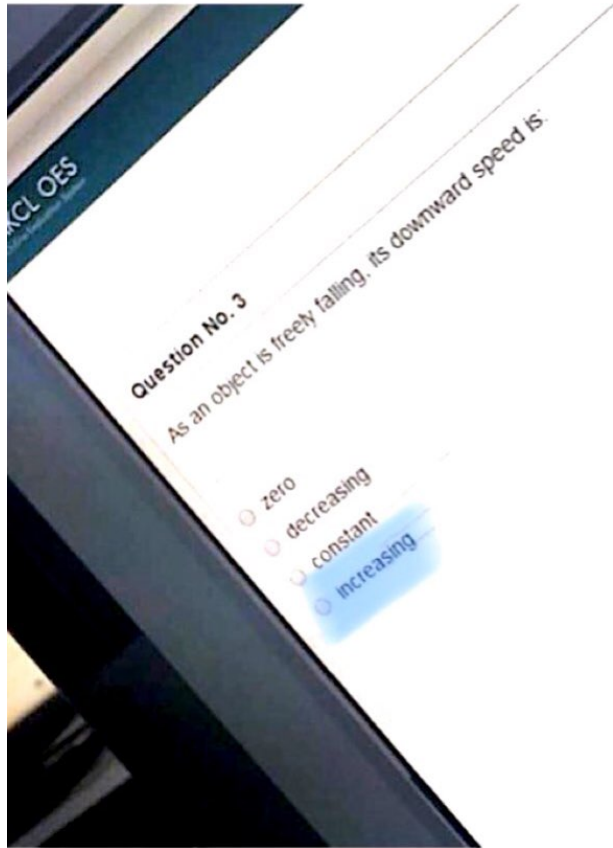 KCL OES
Question No. 3
As an object is freely falling, its downward speed is:
zero
decreasing
constant
increasing